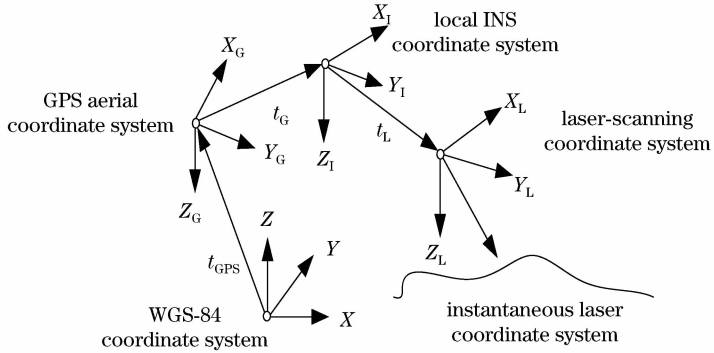 local INS
coordinate system
X_I
Y_I
Z_I
X_G
GPS aerial
coordinate system
Y_G
Z_G
t_G
t_L
X_L
laser-scanning
coordinate system
Y_L
Z_L
t_GPS
Z
Y
X
WGS-84
coordinate system
instantaneous laser
coordinate system